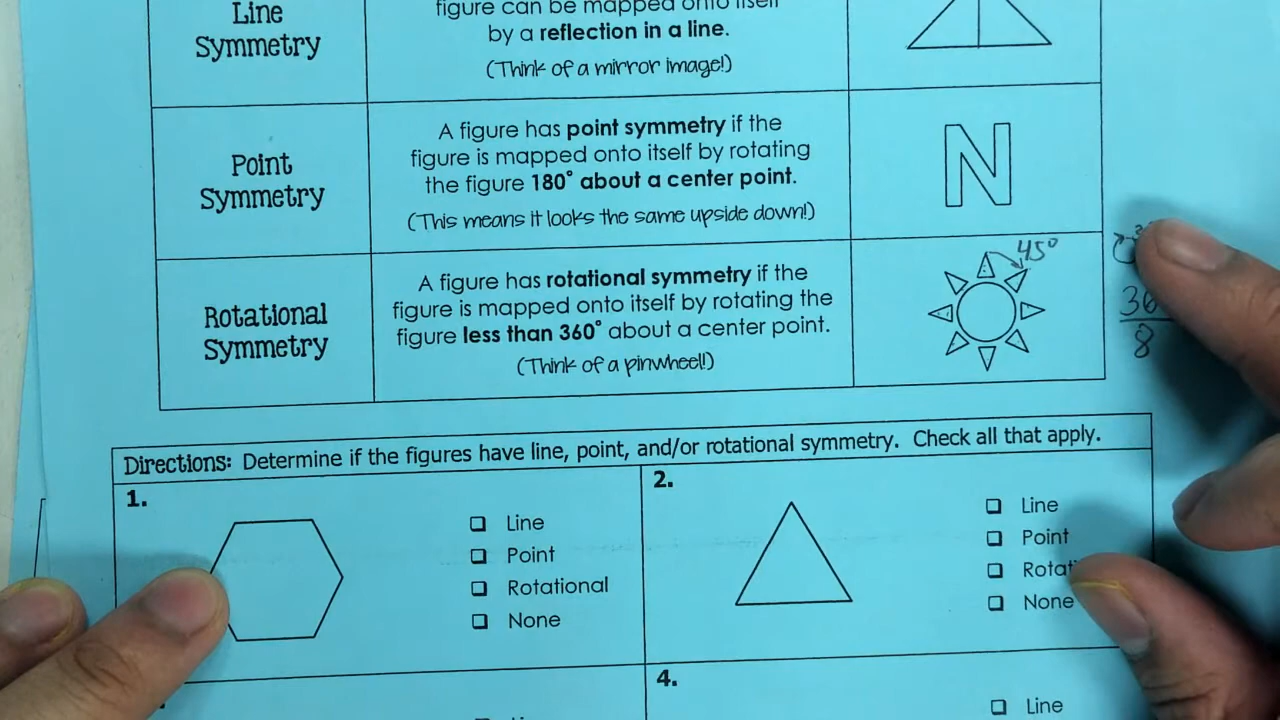 Line
Symmetry
figure can be mapped onto itself
by a reflection in a line.
(Think of a mirror image!)
Point
Symmetry
A figure has point symmetry if the
figure is mapped onto itself by rotating
the figure 180° about a center point.
(This means it looks the same upside down!)
N
Rotational
Symmetry
A figure has rotational symmetry if the
figure is mapped onto itself by rotating the
figure less than 360° about a center point.
(Think of a pinwheel!)
45°
8
Directions: Determine if the figures have line, point, and/or rotational symmetry. Check all that apply.
1.
Line
Point
Rotational
None
2.
Line
Point
None
4.
Line